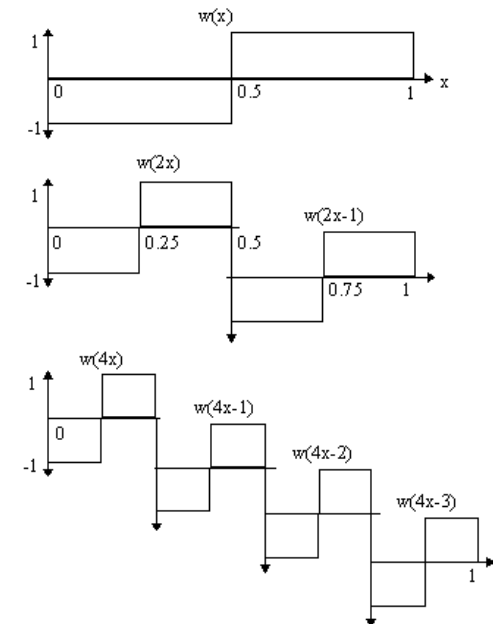 w(x)
1
0 0.5 1 x
-1
w(2x)
1 w(2x-1)
0 0.25 0.5
-1 0.75 1
w(4x)
1 w(4x-1)
0
-1 w(4x-2)
w(4x-3)
1